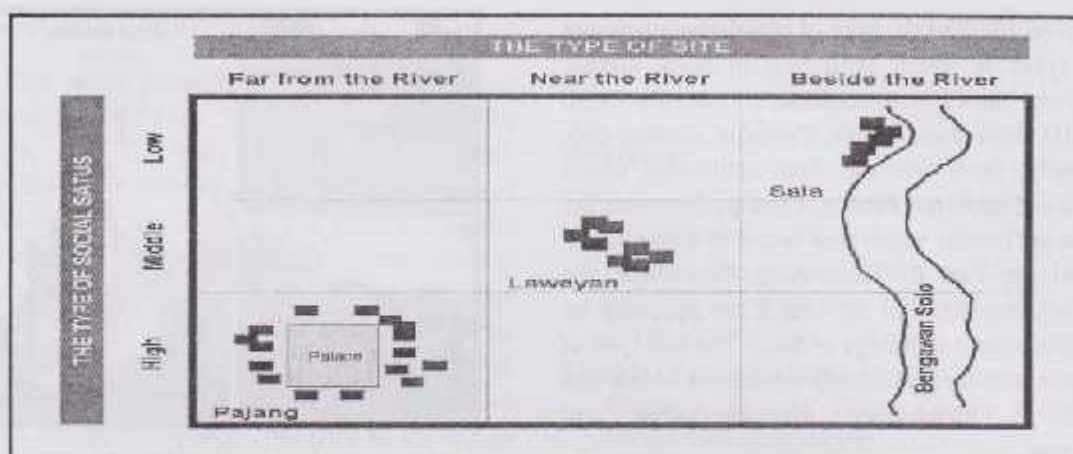 THE TYPE OF SITE
Far from the River
Near the River
Beside the River
THE TYE OF SOCIAL SATUS
Low
Middle
High
Sala
Laweyan
Palace
Pajang
Bengawan Solo